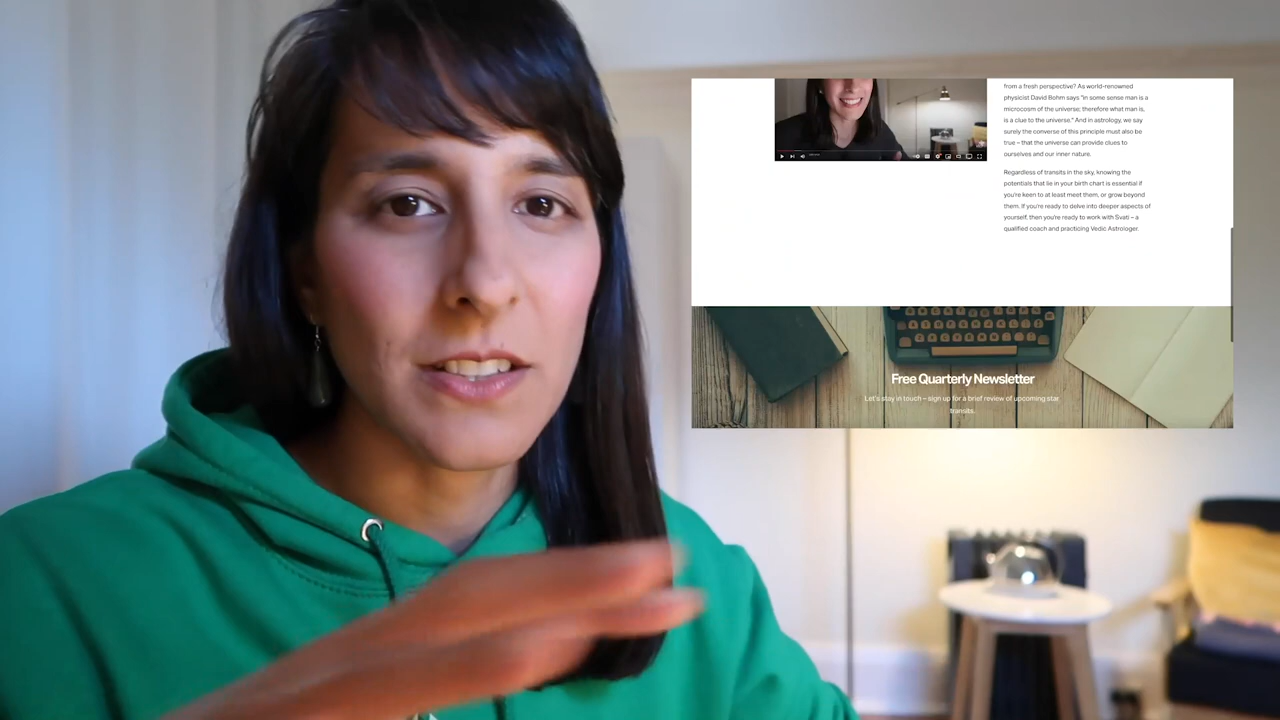 from a fresh perspective? As world-renowned
physicist David Bohm says "in some sense man is a
microcosm of the universe; therefore what man is,
is a clue to the universe." And in astrology, we say
surely the converse of this principle must also be
true – that the universe can provide clues to
ourselves and our inner nature.
Regardless of transits in the sky, knowing the
potentials that lie in your birth chart is essential if
you're keen to at least meet them, or grow beyond
them. If you're ready to delve into deeper aspects of
yourself, then you're ready to work with Svati – a
qualified coach and practicing Vedic Astrologer.
Free Quarterly Newsletter
Let's stay in touch – sign up for a brief review of upcoming star
transits.